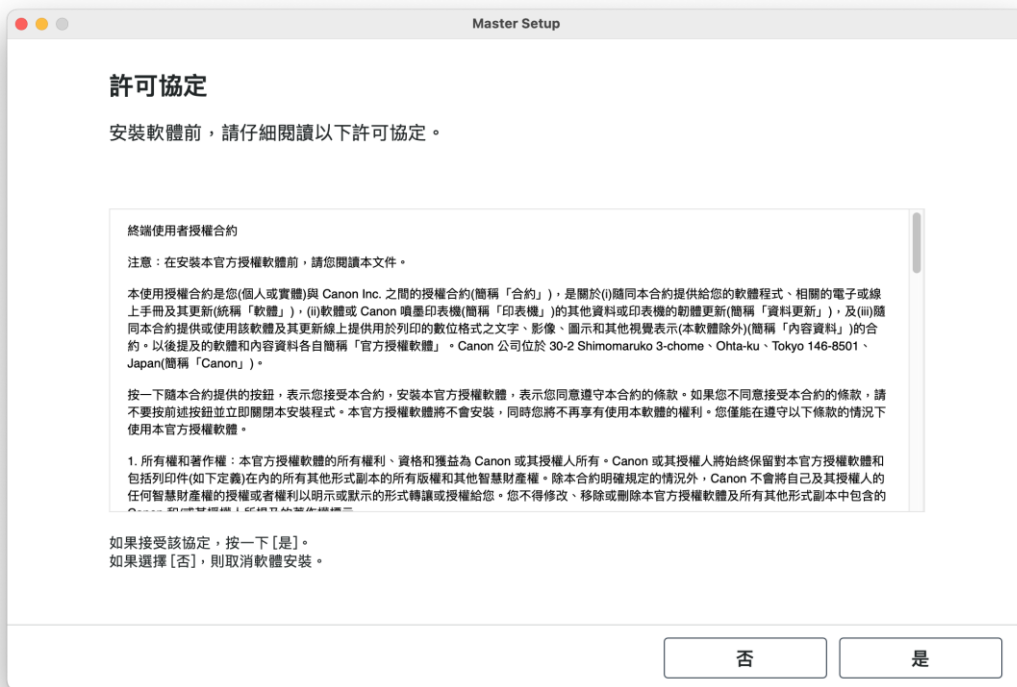 Master Setup
許可協定
安裝軟體前，請仔細閱讀以下許可協定。
終端使用者授權合約
注意：在安裝本官方授權軟體前，請您閱讀本文件。
本使用授權合約是您(個人或實體)與 Canon Inc. 之間的授權合約(簡稱「合約」)，是關於(i)隨同本合約提供給您的軟體程式、相關的電子或線
上手冊及其更新(統稱「軟體」)，(ii)軟體或 Canon 噴墨印表機(簡稱「印表機」)的其他資料或印表機的韌體更新(簡稱「資料更新」)，及(iii)隨
同本合約提供或使用該軟體及其更新線上提供用於列印的數位格式之文字、影像、圖示和其他視覺表示(本軟體除外)(簡稱「內容資料」)的合
約。以後提及的軟體和內容資料各自簡稱「官方授權軟體」。Canon 公司位於 30-2 Shimomaruko 3-chome、Ohta-ku、Tokyo 146-8501、
Japan(簡稱「Canon」)。
按一下隨本合約提供的按鈕，表示您接受本合約，安裝本官方授權軟體，表示您同意遵守本合約的條款。如果您不同意接受本合約的條款，請
不要按前述按鈕並立即關閉本安裝程式。本官方授權軟體將不會安裝，同時您將不再享有使用本軟體的權利。您僅能在遵守以下條款的情況下
使用本官方授權軟體。
1. 所有權和著作權：本官方授權軟體的所有權利、資格和獲益為 Canon 或其授權人所有。Canon 或其授權人將始終保留對本官方授權軟體和
包括列印件(如下定義)在內的所有其他形式副本的所有版權和其他智慧財產權。除本合約明確規定的情況外，Canon 不會將自己及其授權人的
任何智慧財產權的授權或者權利以明示或默示的形式轉讓或授權給您。您不得修改、移除或刪除本官方授權軟體及所有其他形式副本中包含的
Canon 和/或其授權人所提及的著作權標示
如果接受該協定，按一下[是]。
如果選擇[否]，則取消軟體安裝。
否
是